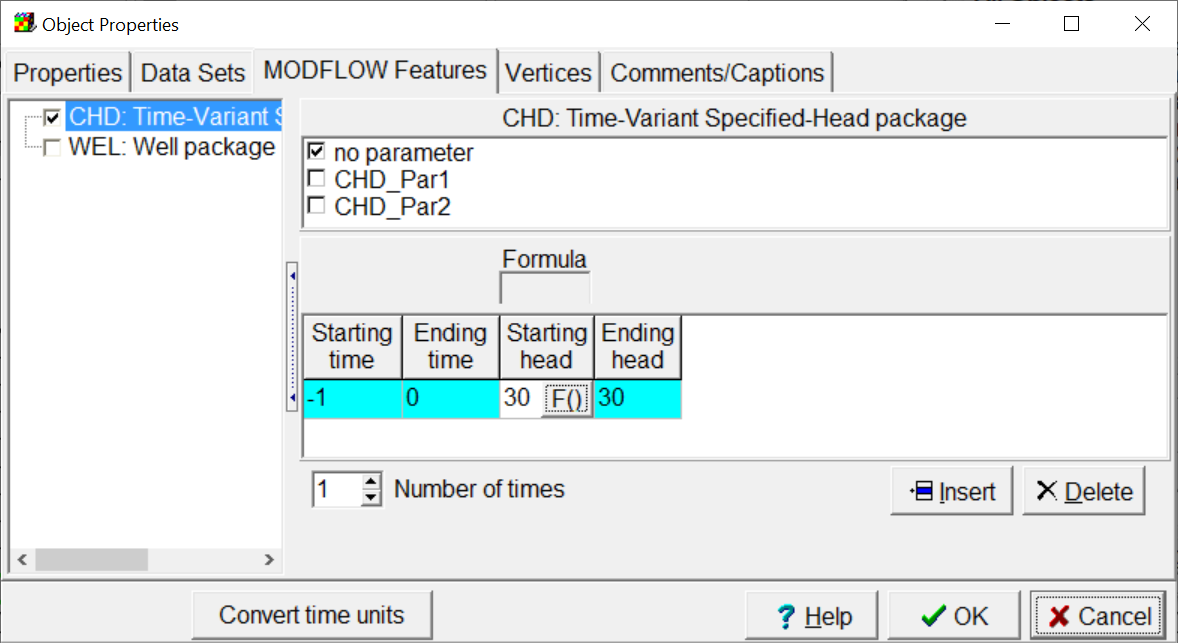 Object Properties
Properties Data Sets MODFLOW Features Vertices Comments/Captions
CHD: Time-Variant
WEL: Well package
CHD: Time-Variant Specified-Head package
no parameter
CHD_Par1
CHD_Par2
Formula
Starting time Ending time Starting head Ending head
-1 0 30 F() 30
1 Number of times
Insert Delete
Convert time units
Help OK Cancel